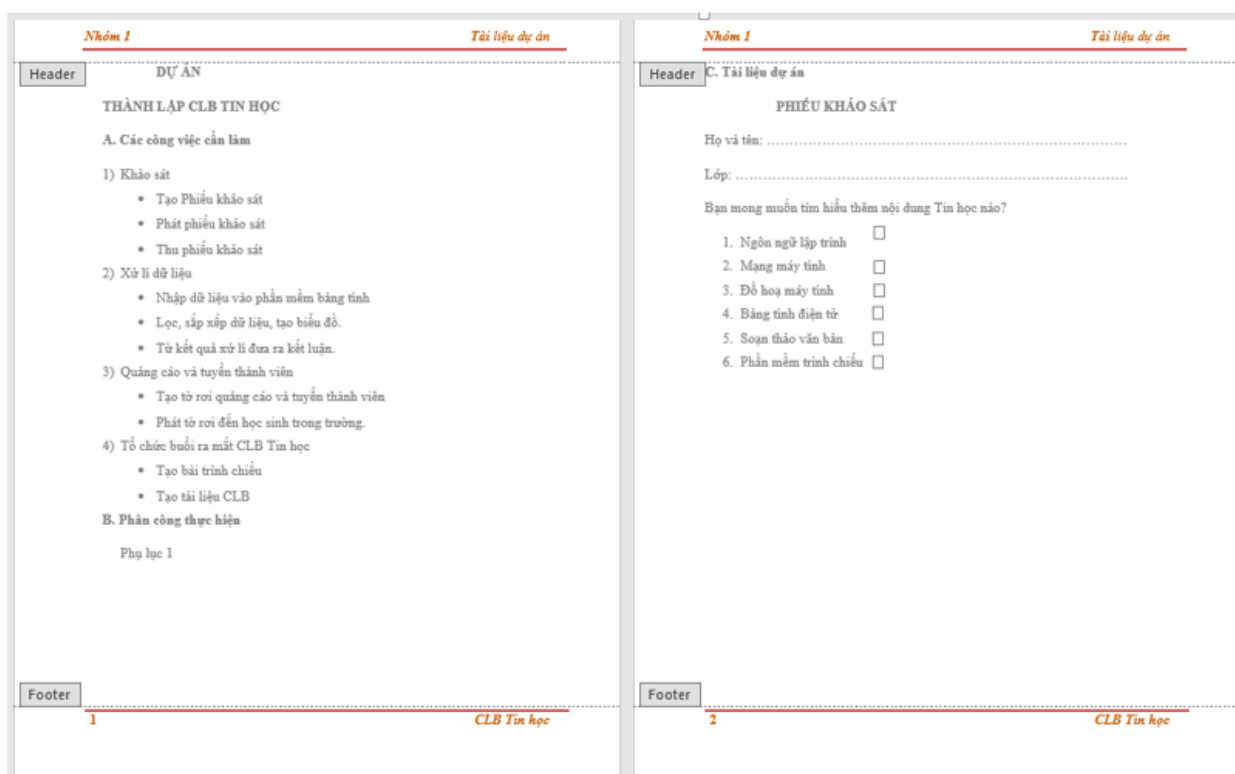 Nhóm 1 Tài liệu dự án
Header
DỰ ÁN
THÀNH LẬP CLB TIN HỌC
A. Các công việc cần làm
1) Khảo sát
• Tạo Phiếu khảo sát
• Phát phiếu khảo sát
• Thu phiếu khảo sát
2) Xử lí dữ liệu
• Nhập dữ liệu vào phần mềm bảng tính
• Lọc, sắp xếp dữ liệu, tạo biểu đồ.
• Từ kết quả xử lí đưa ra kết luận.
3) Quảng cáo và tuyển thành viên
• Tạo tờ rơi quảng cáo và tuyển thành viên
• Phát tờ rơi đến học sinh trong trường.
4) Tổ chức buổi ra mắt CLB Tin học
• Tạo bài trình chiếu
• Tạo tài liệu CLB
B. Phân công thực hiện
Phụ lục 1
Footer
1 CLB Tin học
Nhóm 1 Tài liệu dự án
Header
C. Tài liệu dự án
PHIẾU KHẢO SÁT
Họ và tên: ........................................................................
Lớp: ........................................................................
Bạn mong muốn tìm hiểu thêm nội dung Tin học nào?
1. Ngôn ngữ lập trình □
2. Mạng máy tính □
3. Đồ hoạ máy tính □
4. Bảng tính điện tử □
5. Soạn thảo văn bản □
6. Phần mềm trình chiếu □
Footer
2 CLB Tin học